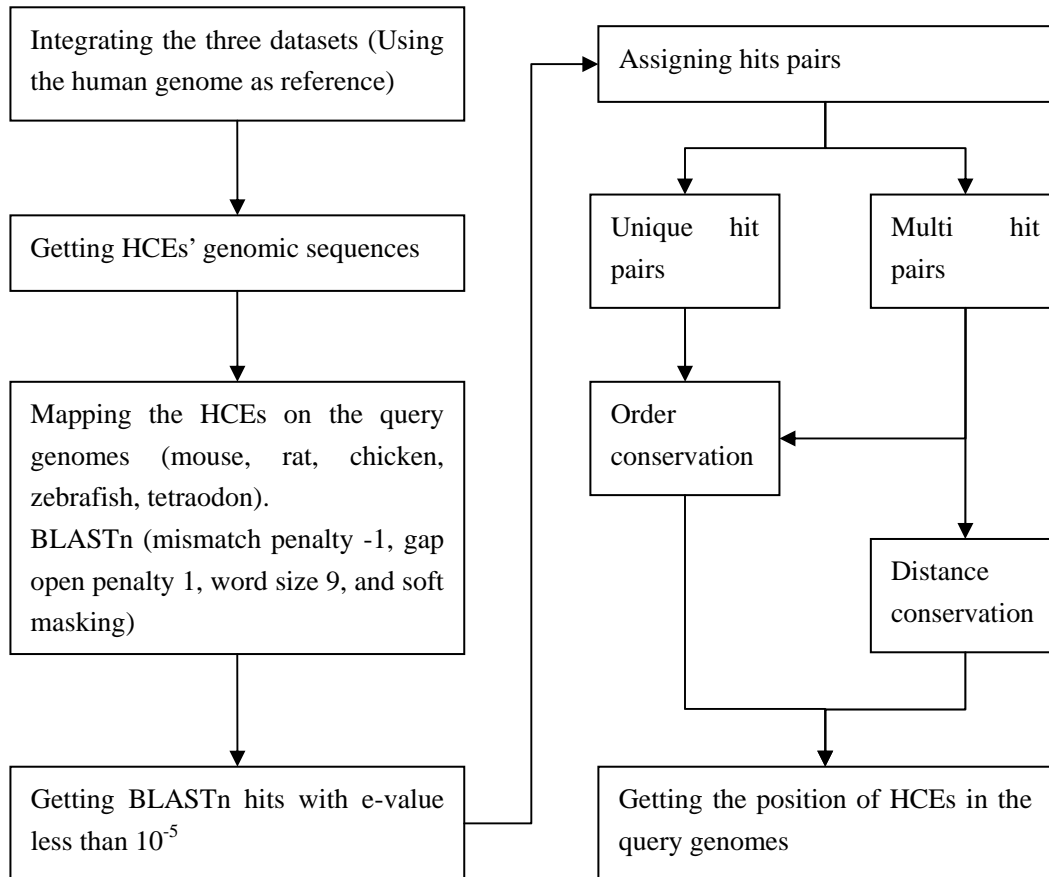 Integrating the three datasets (Using
the human genome as reference)
Getting HCEs’ genomic sequences
Mapping the HCEs on the query
genomes (mouse, rat, chicken,
zebrafish, tetraodon).
BLASTn (mismatch penalty -1, gap
open penalty 1, word size 9, and soft
masking)
Getting BLASTn hits with e-value
less than 10⁻⁵
Assigning hits pairs
Unique hit
pairs
Multi hit
pairs
Order
conservation
Distance
conservation
Getting the position of HCEs in the
query genomes